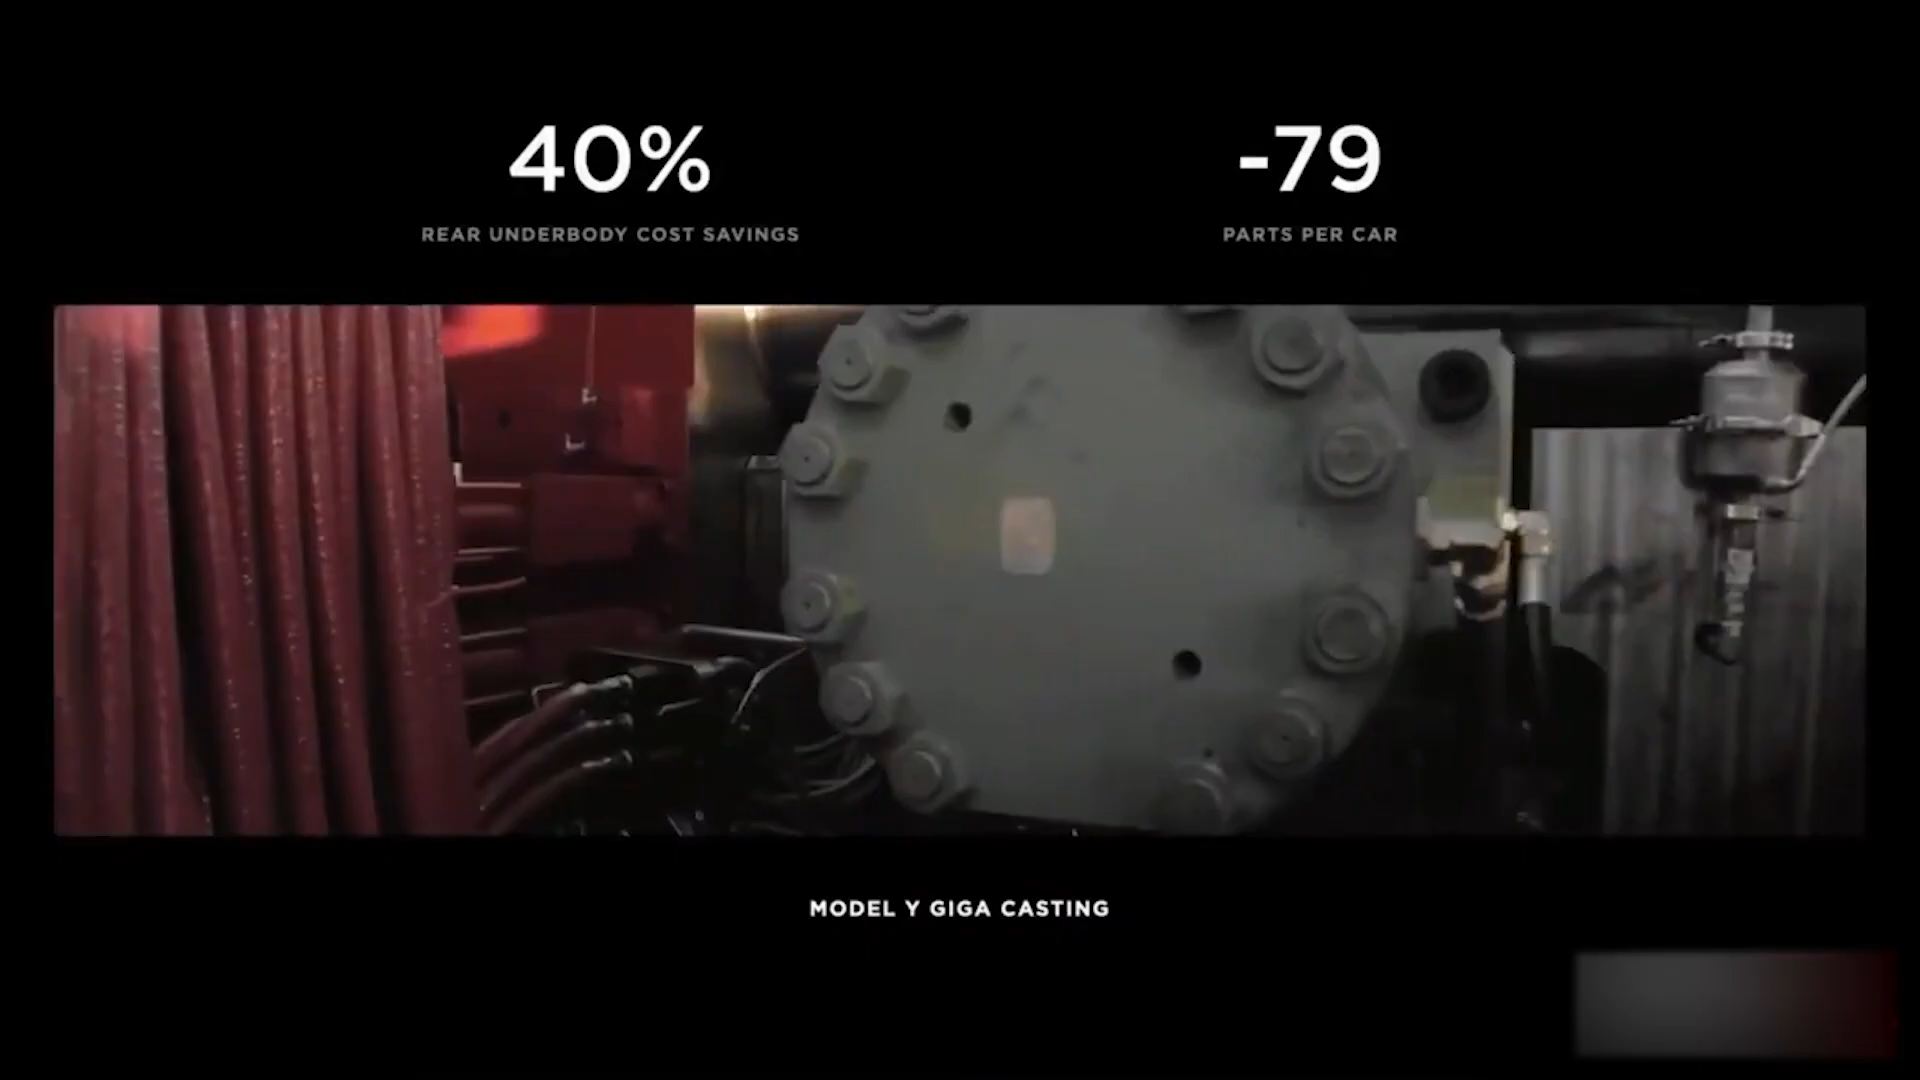 40%
-79
REAR UNDERBODY COST SAVINGS
PARTS PER CAR
MODEL Y GIGA CASTING